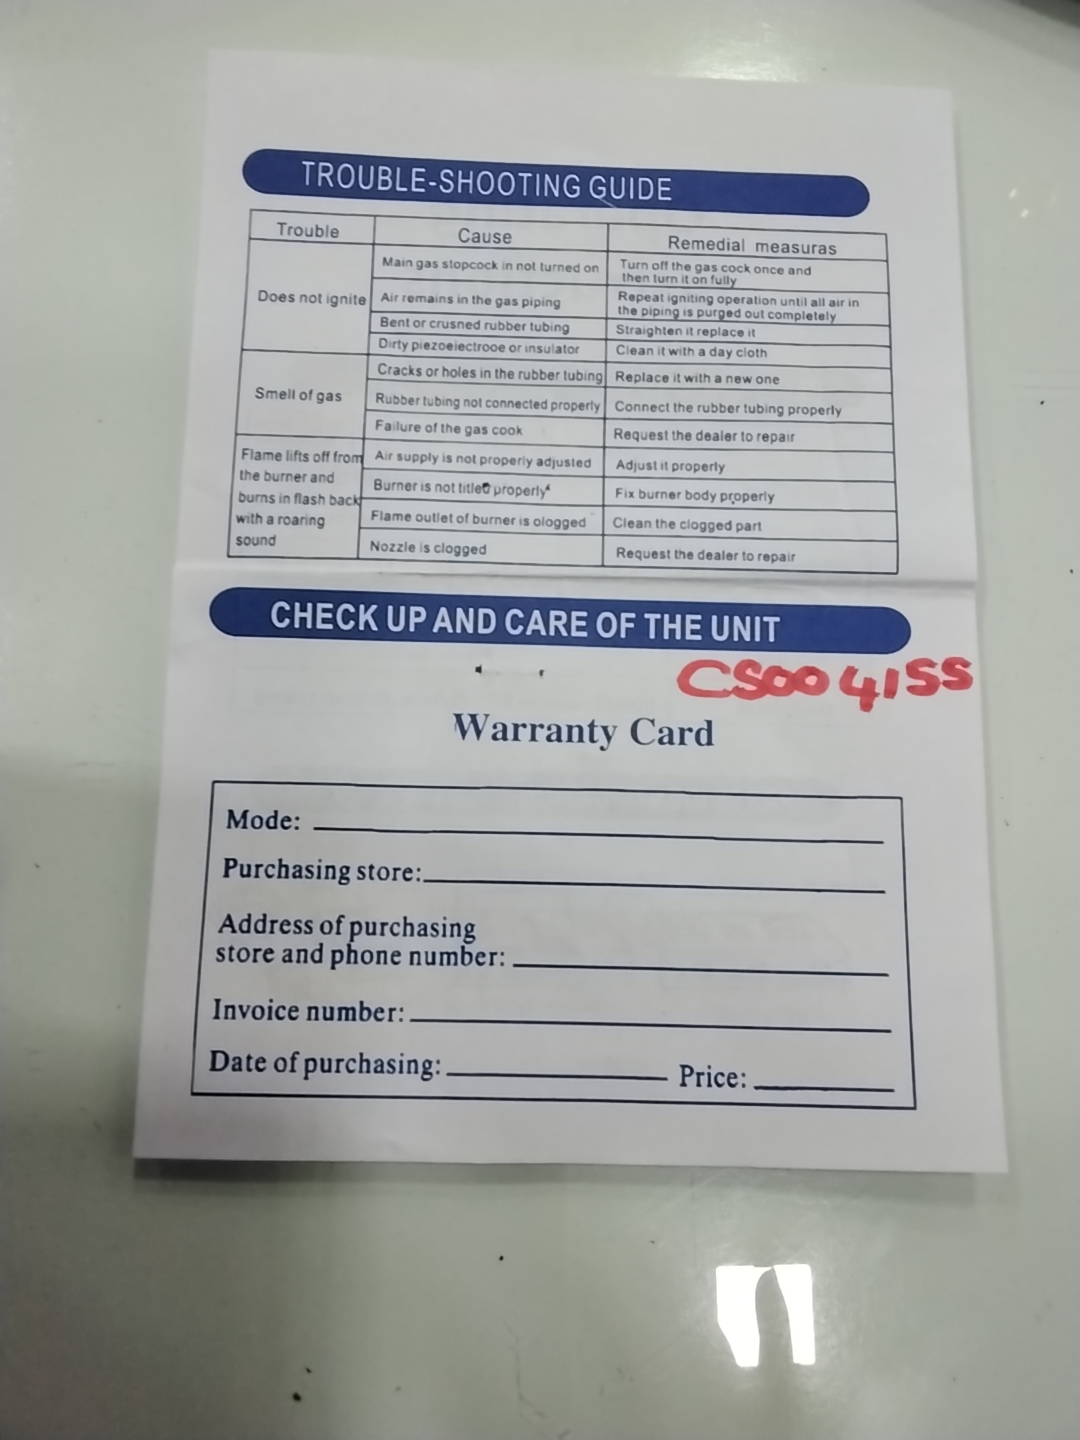 TROUBLE-SHOOTING GUIDE
Trouble Cause Remedial measuras
Does not ignite
Main gas stopcock in not turned on
Turn off the gas cock once and
then turn it on fully
Air remains in the gas piping
Repeat igniting operation until all air in
the piping is purged out completely
Bent or crusned rubber tubing
Straighten it replace it
Dirty piezoeiectrooe or insulator
Clean it with a day cloth
Smell of gas
Cracks or holes in the rubber tubing
Replace it with a new one
Rubber tubing not connected properly
Connect the rubber tubing properly
Failure of the gas cook
Request the dealer to repair
Flame lifts off from
the burner and
burns in flash back
with a roaring
sound
Air supply is not properly adjusted
Adjust it properly
Burner is not titled properly
Fix burner body properly
Flame outlet of burner is ologged
Clean the clogged part
Nozzle is clogged
Request the dealer to repair
CHECK UP AND CARE OF THE UNIT
CS0041SS
Warranty Card
Mode:
Purchasing store:
Address of purchasing
store and phone number:
Invoice number:
Date of purchasing: Price: